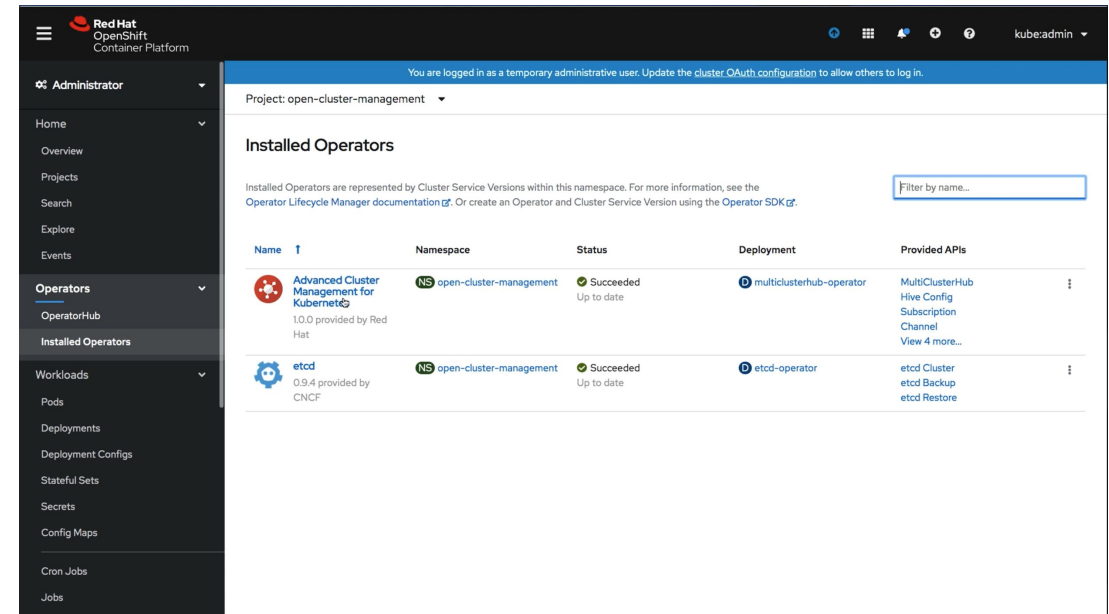 Red Hat
OpenShift
Container Platform
kube:admin
You are logged in as a temporary administrative user. Update the cluster OAuth configuration to allow others to log in.
Administrator
Project: open-cluster-management
Home
Overview
Projects
Search
Explore
Events
Operators
OperatorHub
Installed Operators
Workloads
Pods
Deployments
Deployment Configs
Stateful Sets
Secrets
Config Maps
Cron Jobs
Jobs
Installed Operators
Installed Operators are represented by Cluster Service Versions within this namespace. For more information, see the
Operator Lifecycle Manager documentation. Or create an Operator and Cluster Service Version using the Operator SDK.
Filter by name...
Name Namespace Status Deployment Provided APIs
Advanced Cluster
Management for
Kubernetes
1.0.0 provided by Red
Hat
NS open-cluster-management
Succeeded
Up to date
D multiclusterhub-operator
MultiClusterHub
Hive Config
Subscription
Channel
View 4 more...
etcd
0.9.4 provided by
CNCF
NS open-cluster-management
Succeeded
Up to date
D etcd-operator
etcd Cluster
etcd Backup
etcd Restore